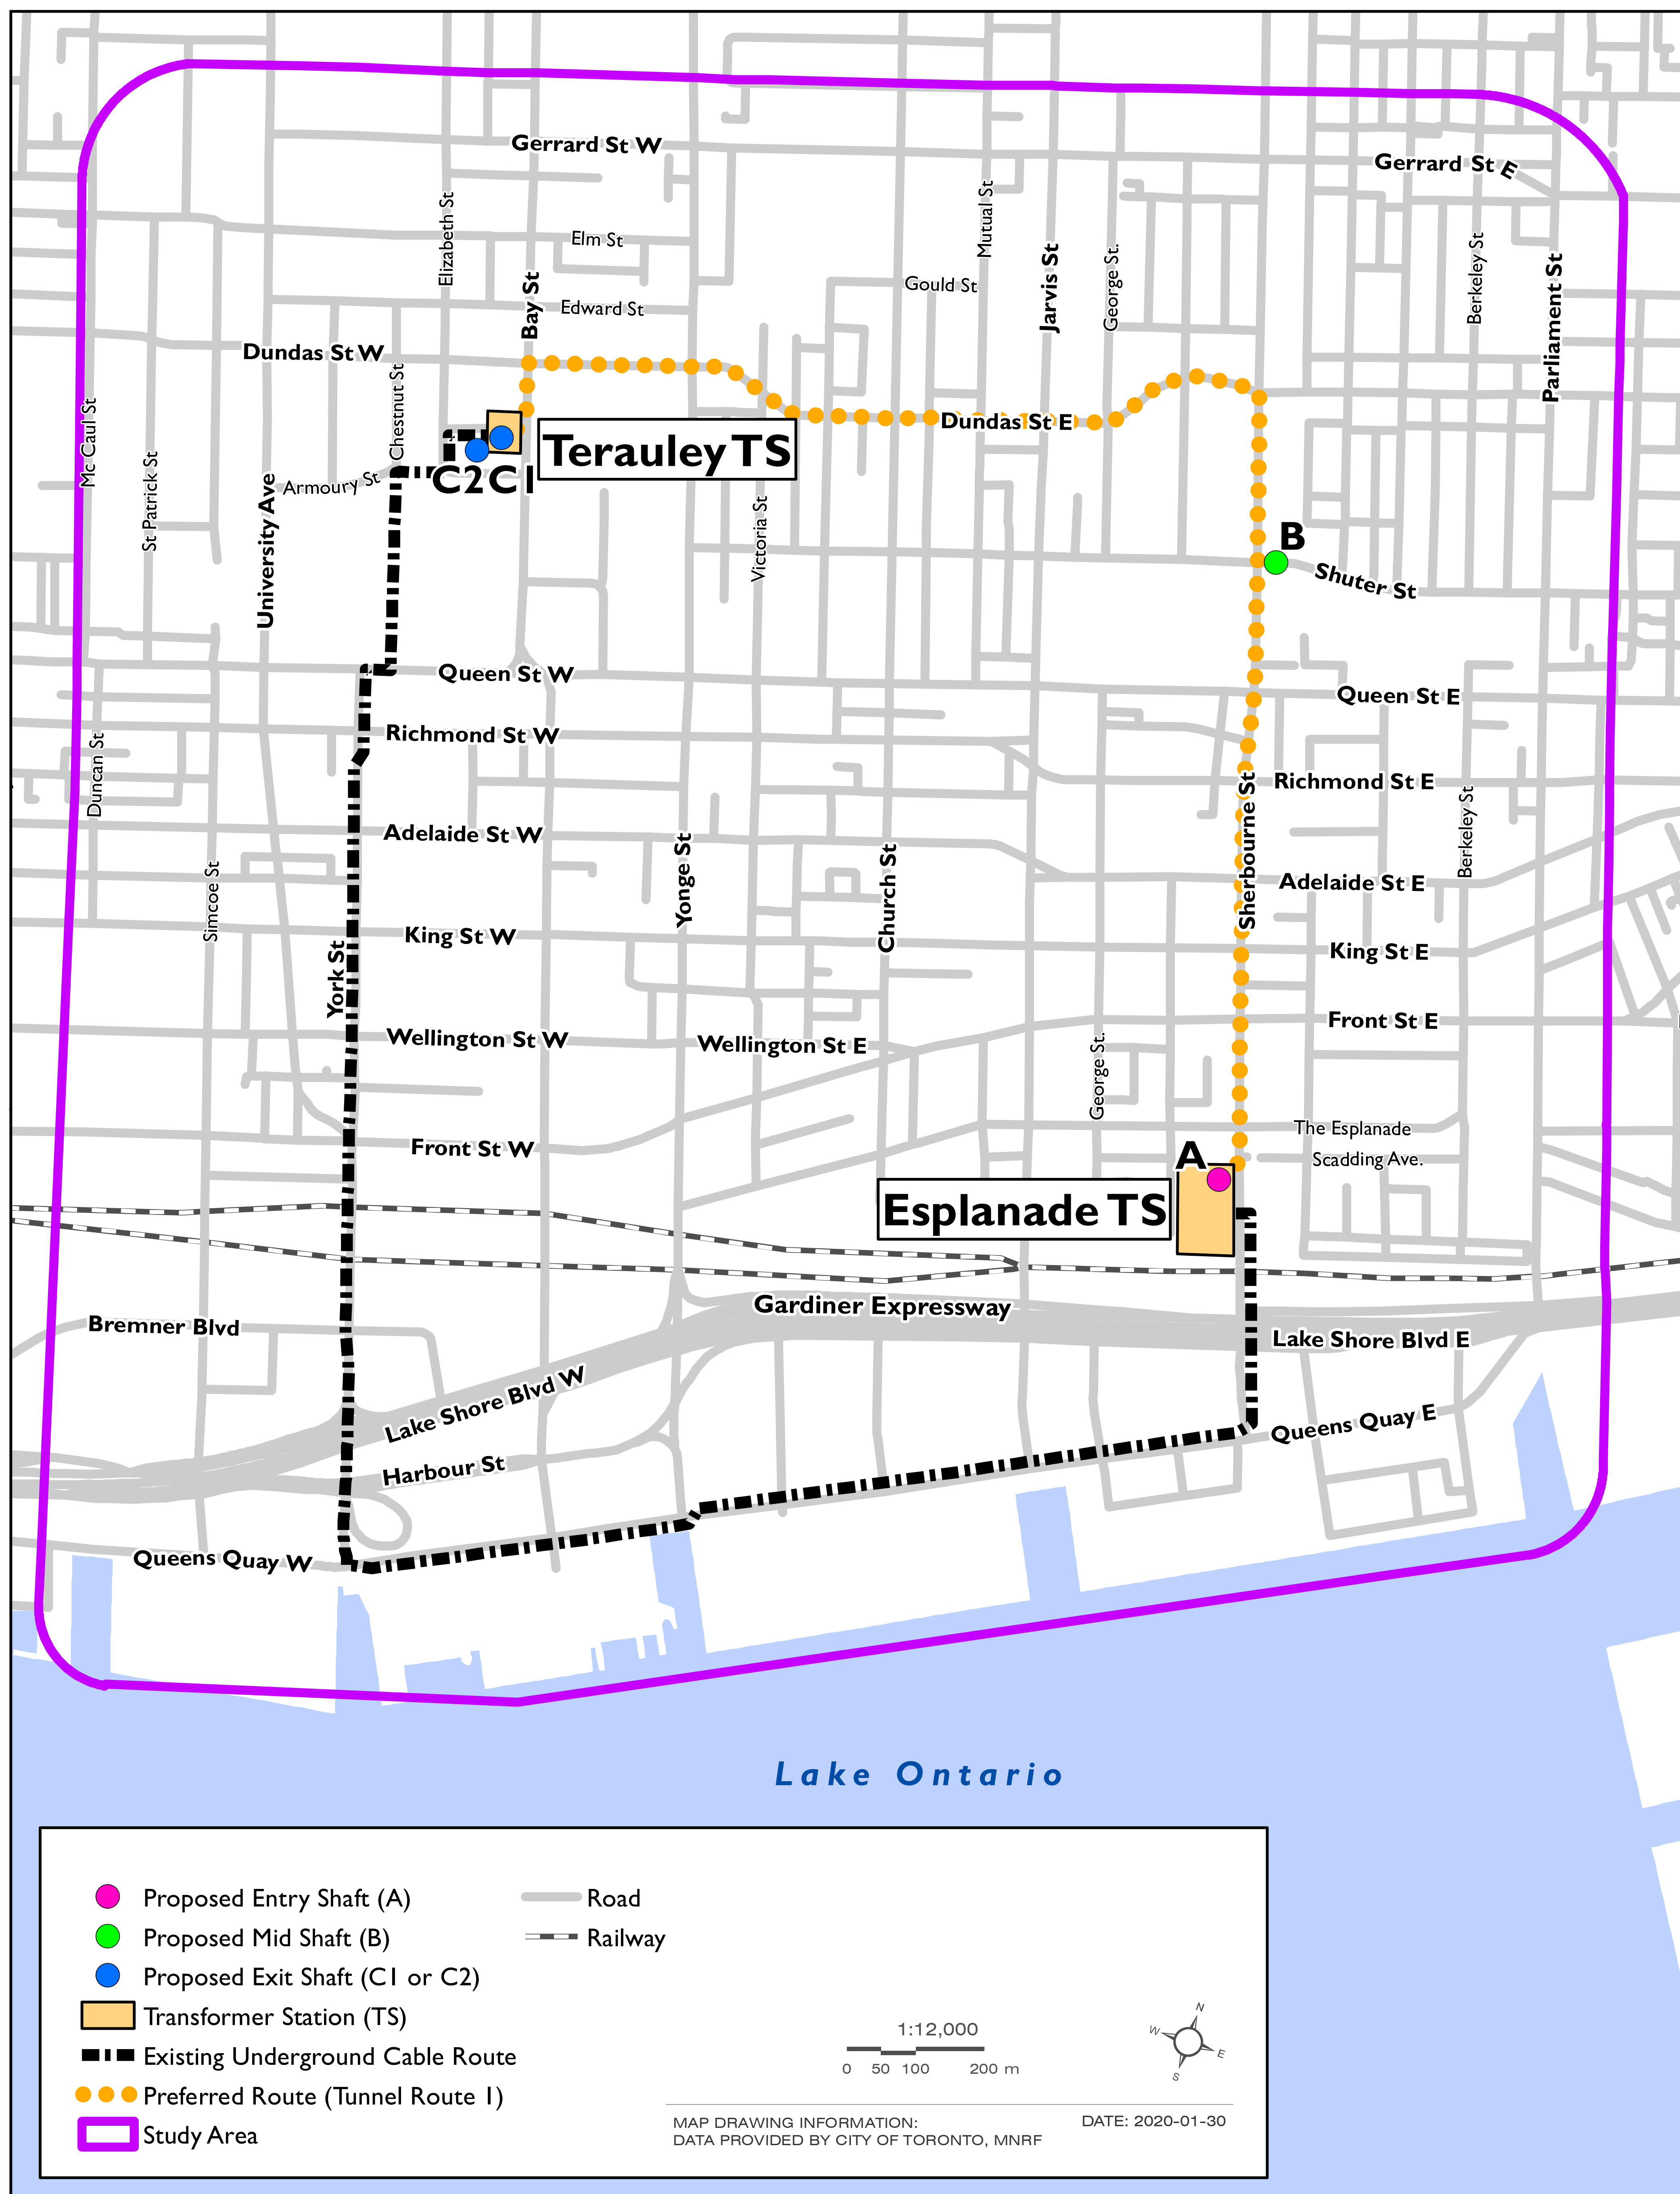 Gerrard St W
Gerrard St E
Elizabeth St
Mutual St
Elm St
Berkeley St
Jarvis St
George St.
Parliament St
Gould St
Bay St
Edward St
Dundas St W
Chestnut St
Mc Caul St
Dundas St E
Terauley TS
C2 C1
St Patrick St
University Ave
Armoury St
Victoria St
B
Shuter St
Queen St W
Queen St E
Richmond St W
Duncan St
Richmond St E
Sherbourne St
Berkeley St
Adelaide St W
Yonge St
Church St
Simcoe St
Adelaide St E
King St W
King St E
York St
Front St E
Wellington St W
Wellington St E
George St.
The Esplanade
Front St W
A
Scadding Ave.
Esplanade TS
Gardiner Expressway
Bremner Blvd
Lake Shore Blvd E
Lake Shore Blvd W
Queens Quay E
Harbour St
Queens Quay W
Lake Ontario
Proposed Entry Shaft (A)
Road
Proposed Mid Shaft (B)
Railway
Proposed Exit Shaft (C1 or C2)
Transformer Station (TS)
Existing Underground Cable Route
Preferred Route (Tunnel Route 1)
Study Area
1:12,000
0 50 100 200 m
N
W
E
S
MAP DRAWING INFORMATION:
DATA PROVIDED BY CITY OF TORONTO, MNRF
DATE: 2020-01-30